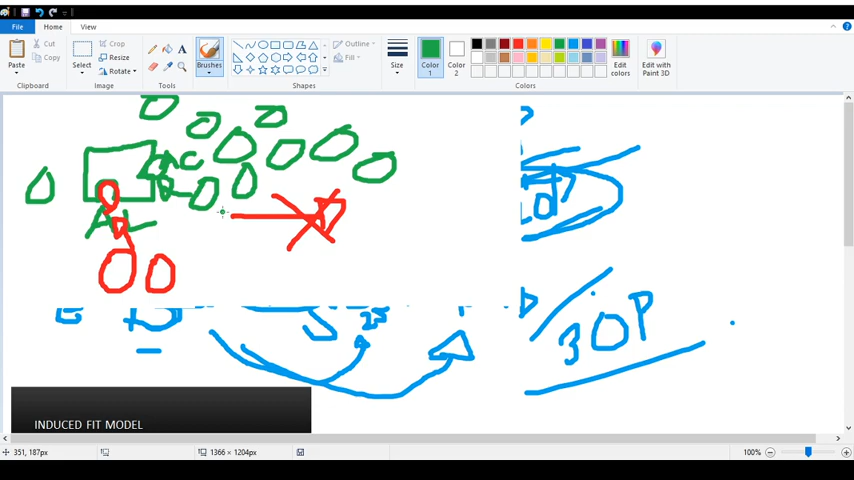 File Home View
Cut
Copy
Paste
Clipboard
Select
Crop
Resize
Rotate
Image
Tools
Brushes
Shapes
Outline
Fill
Size
Color
1
Color
2
Colors
Edit
colors
Edit with
Paint 3D
C
AL
30P
INDUCED FIT MODEL
351, 187px
1366 × 1204px
100%